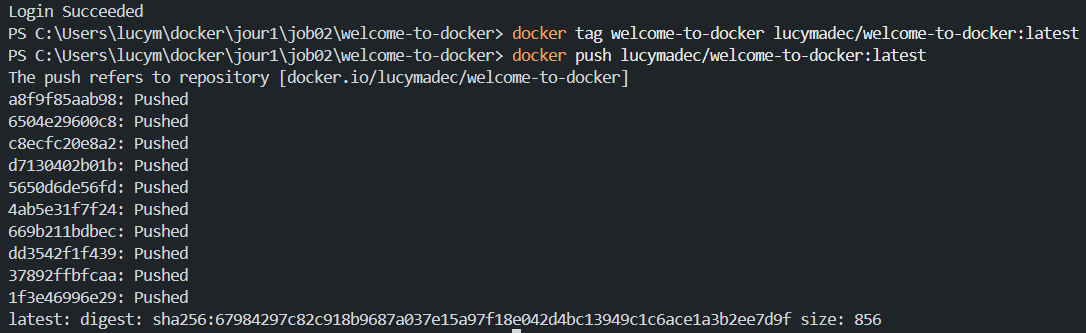 Login Succeeded
PS C:\Users\lucym\docker\jour1\job02\welcome-to-docker> docker tag welcome-to-docker lucymadec/welcome-to-docker:latest
PS C:\Users\lucym\docker\jour1\job02\welcome-to-docker> docker push lucymadec/welcome-to-docker:latest
The push refers to repository [docker.io/lucymadec/welcome-to-docker]
a8f9f85aab98: Pushed
6504e29600c8: Pushed
c8ecfc20e8a2: Pushed
d7130402b01b: Pushed
5650d6de56fd: Pushed
4ab5e31f7f24: Pushed
669b211bdbec: Pushed
dd3542f1f439: Pushed
37892ffbfcaa: Pushed
1f3e46996e29: Pushed
latest: digest: sha256:67984297c82c918b9687a037e15a97f18e042d4bc13949c1c6ace1a3b2ee7d9f size: 856